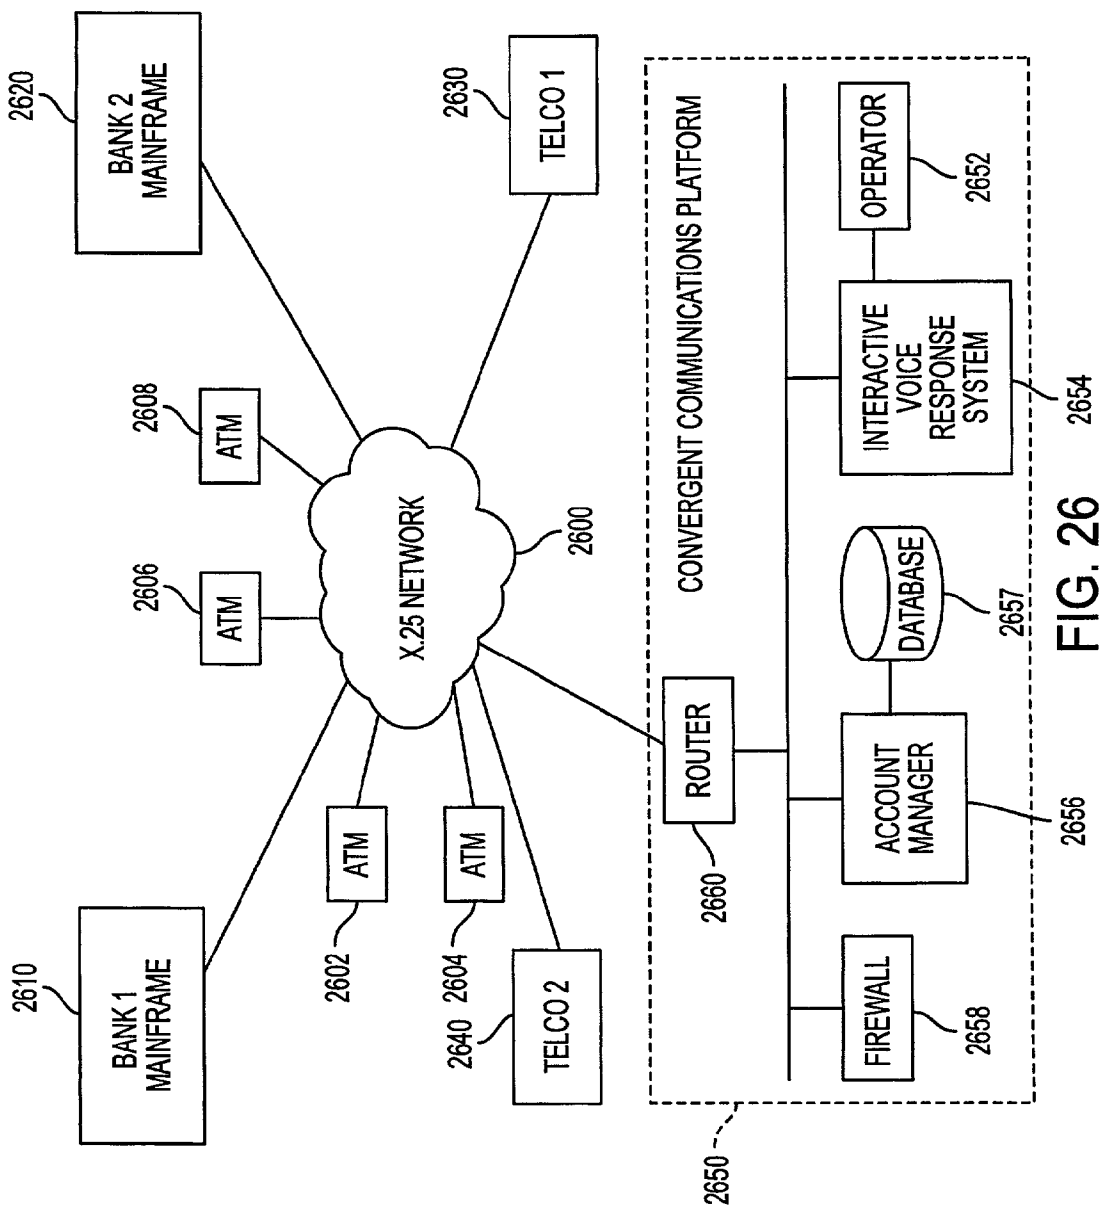 2610
BANK 1
MAINFRAME
2620
BANK 2
MAINFRAME
2606
ATM
2608
ATM
2602
ATM
2604
ATM
X.25 NETWORK
2600
2640
TELCO 2
2630
TELCO 1
2650
CONVERGENT COMMUNICATIONS PLATFORM
2660
ROUTER
FIREWALL
2658
ACCOUNT
MANAGER
2656
DATABASE
2657
INTERACTIVE
VOICE
RESPONSE
SYSTEM
2654
OPERATOR
2652
FIG. 26